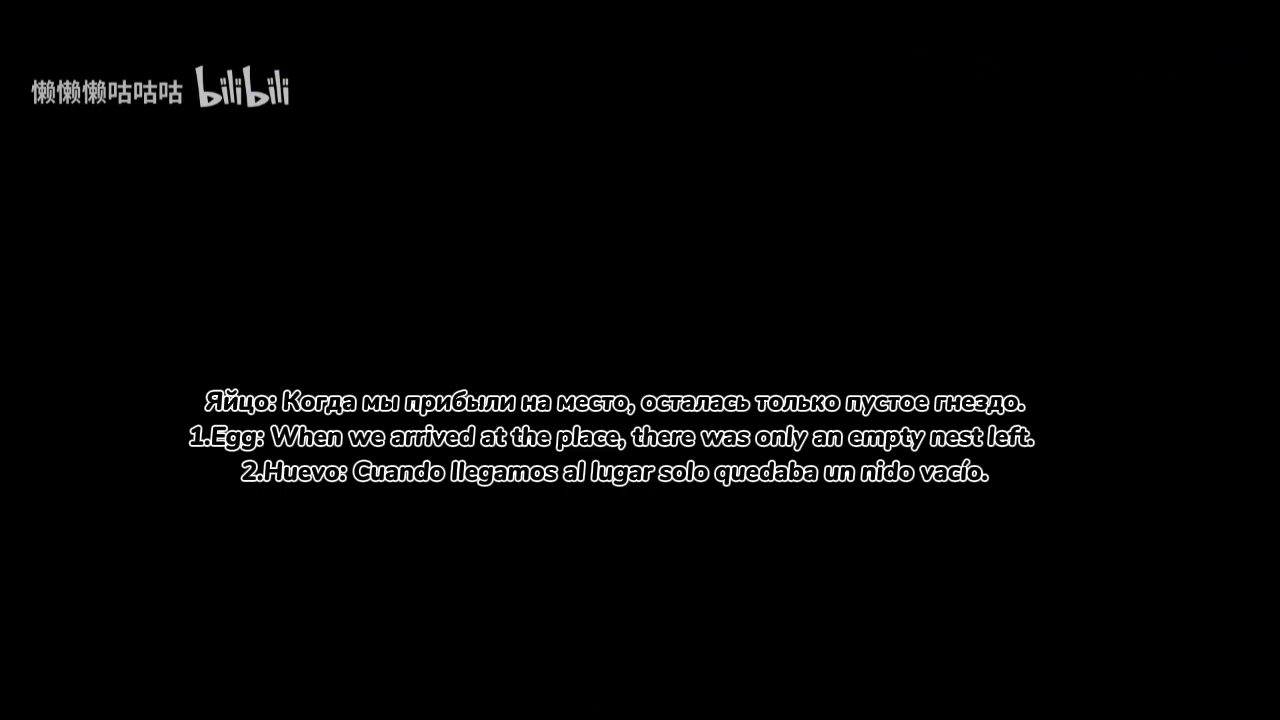 懒懒懒咕咕咕 bilibili
Яйцо: Когда мы прибыли на место, осталась только пустое гнездо.
1.Egg: When we arrived at the place, there was only an empty nest left.
2.Huevo: Cuando llegamos al lugar solo quedaba un nido vacío.